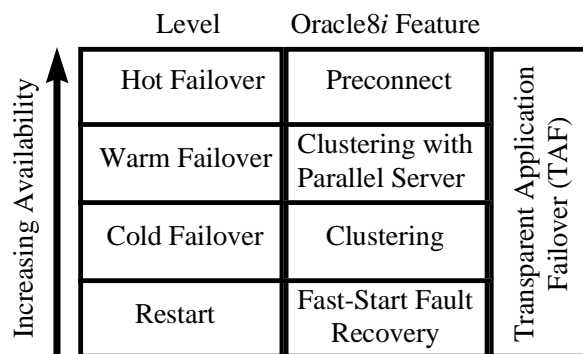 Level Oracle8i Feature
Hot Failover Preconnect
Warm Failover Clustering with
Parallel Server
Cold Failover Clustering
Restart Fast-Start Fault
Recovery
Increasing Availability
Transparent Application
Failover (TAF)